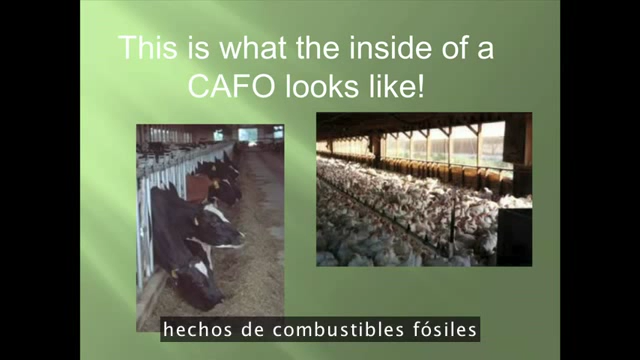 This is what the inside of a
CAFO looks like!
hechos de combustibles fósiles